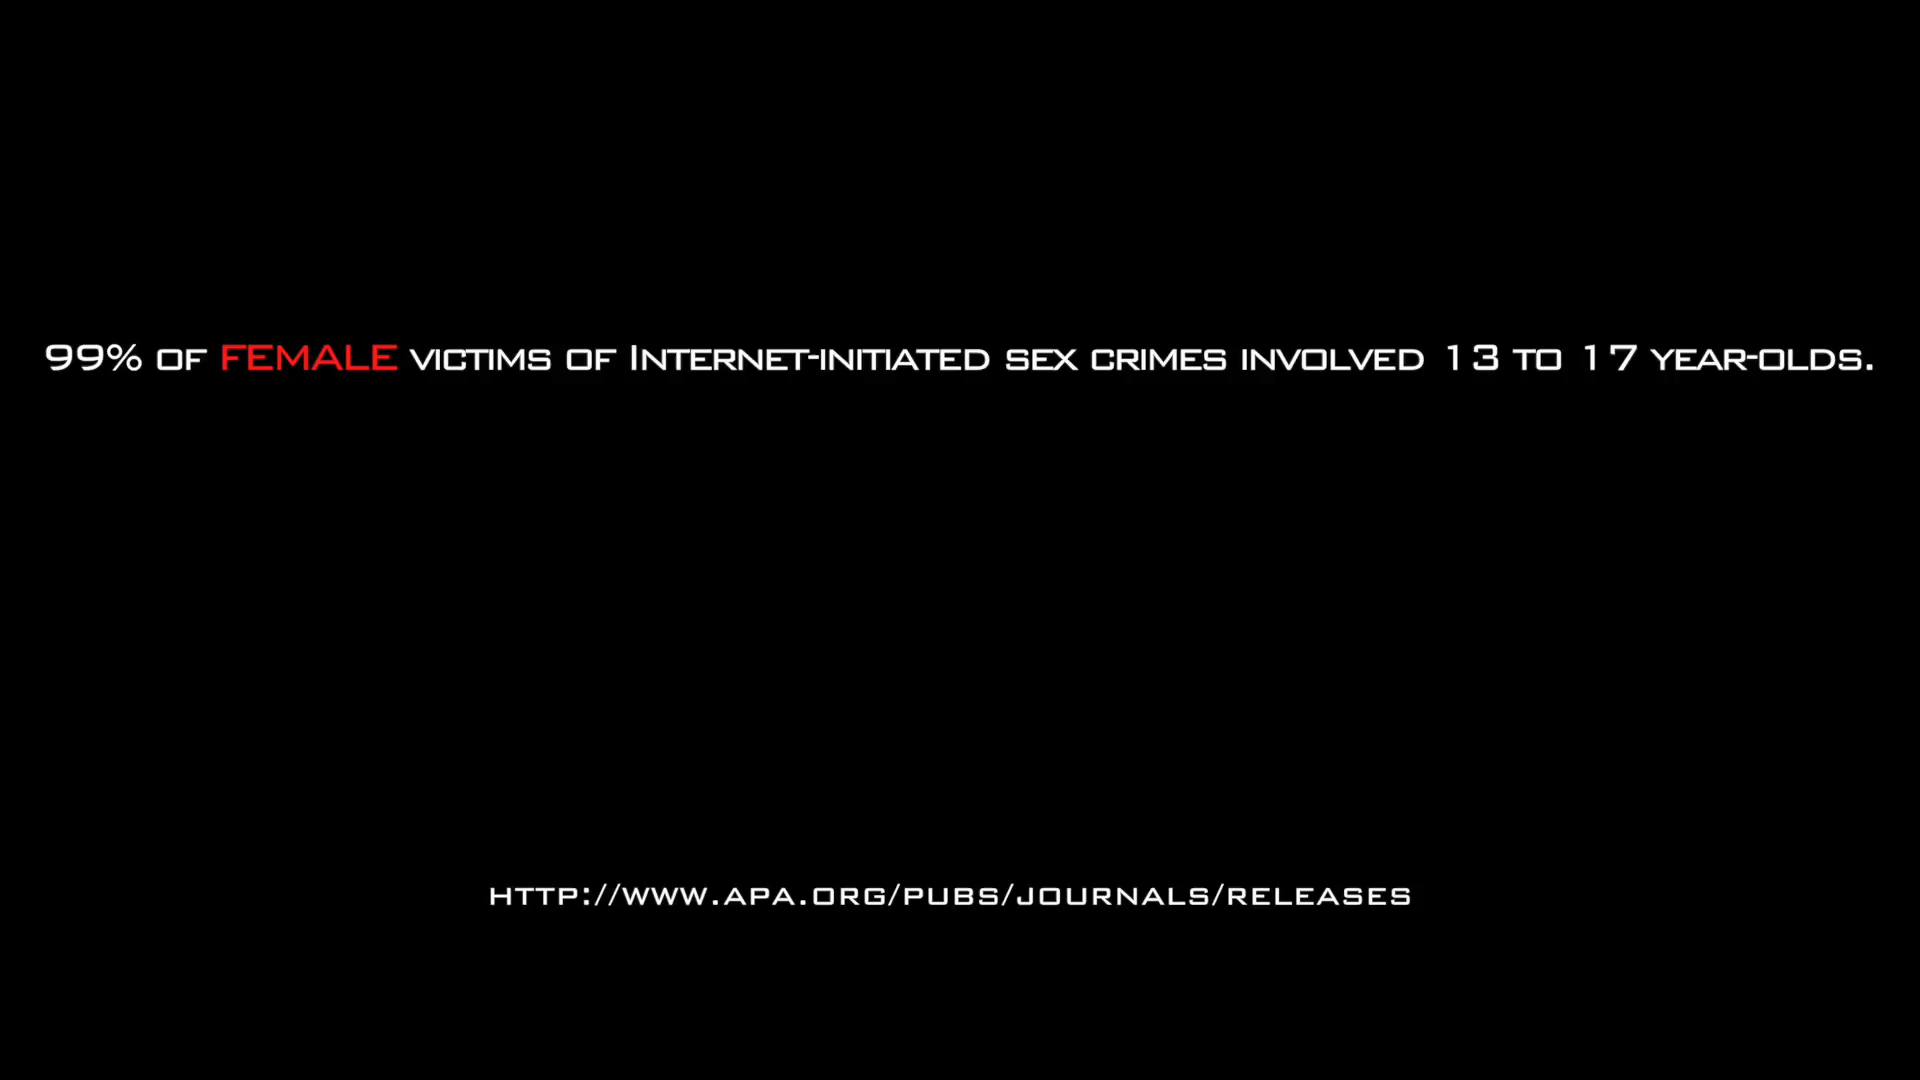 99% of FEMALE victims of Internet-initiated sex crimes involved 13 to 17 year-olds.
http://www.apa.org/pubs/journals/releases